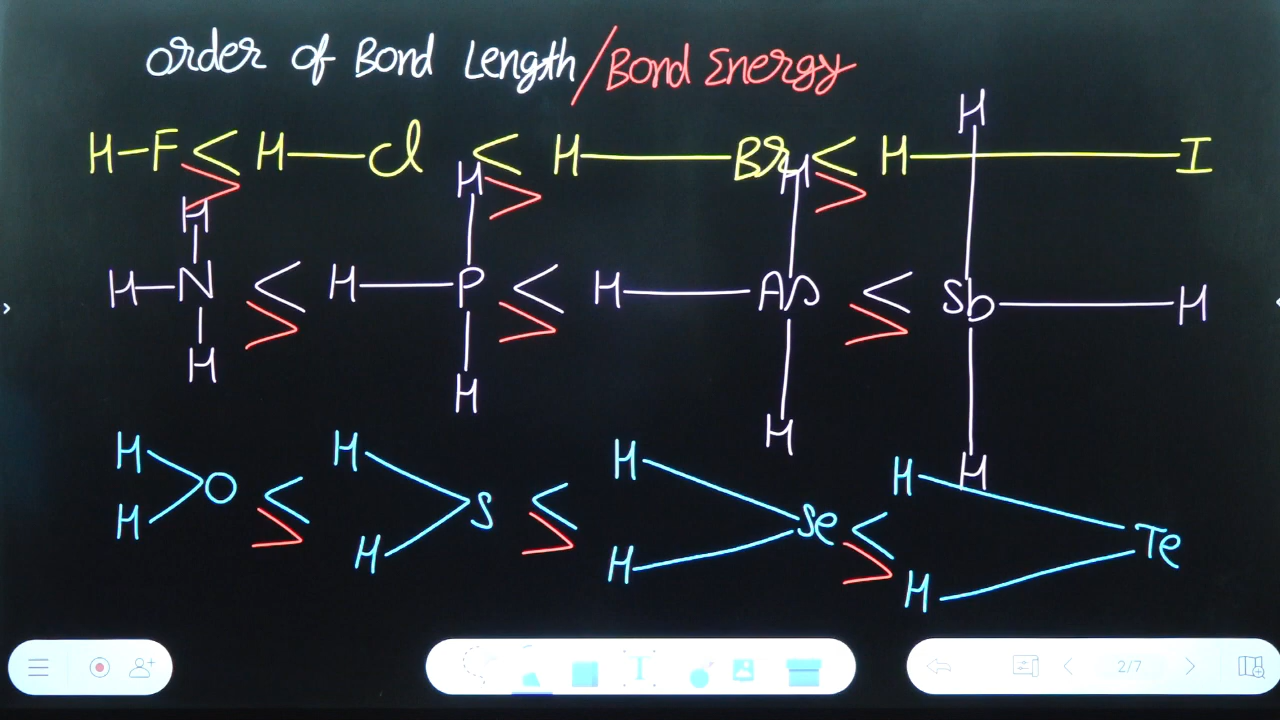 Order of Bond Length/Bond Energy
H-F < H-Cl < H-Br < H-I
> > >
H H H H
H-N < H-P < H-As < Sb-H
> > >
H H H H
H H H H
O < S < Se < Te
> > >
H H H H
T 2/7